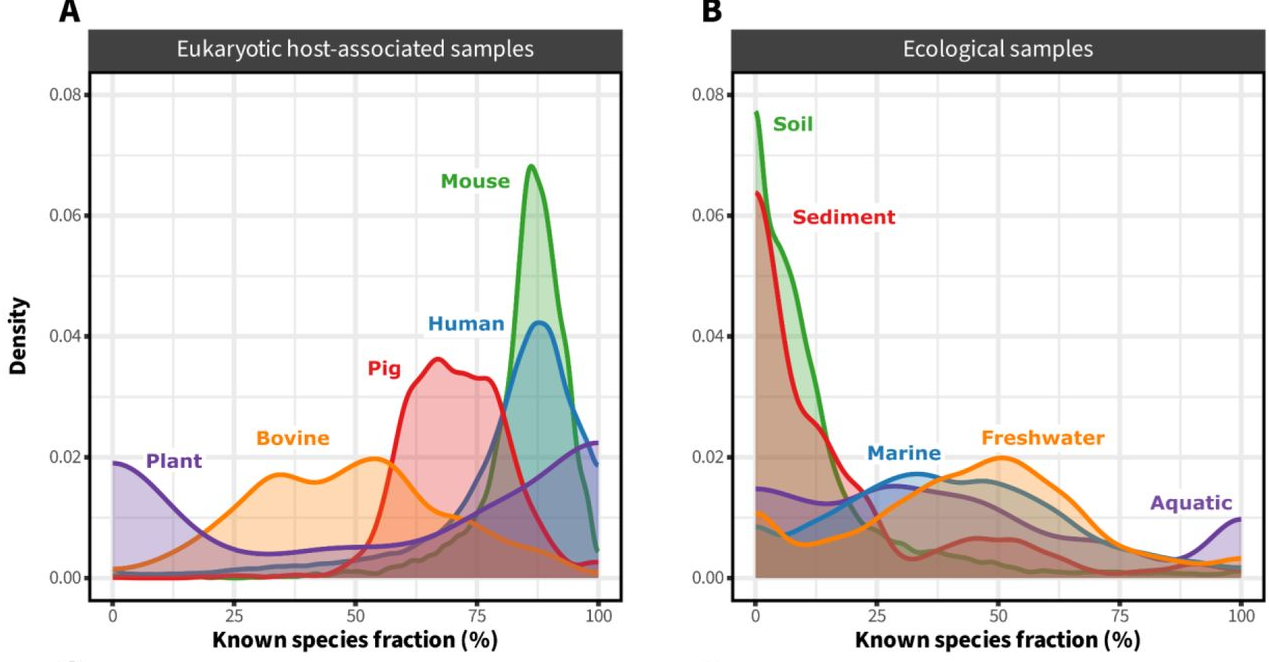 A
Eukaryotic host-associated samples
Density
0.08
0.06
0.04
0.02
0.00
Mouse
Human
Pig
Bovine
Plant
0 25 50 75 100
Known species fraction (%)
B
Ecological samples
0.08
0.06
0.04
0.02
0.00
Soil
Sediment
Marine
Freshwater
Aquatic
0 25 50 75 100
Known species fraction (%)